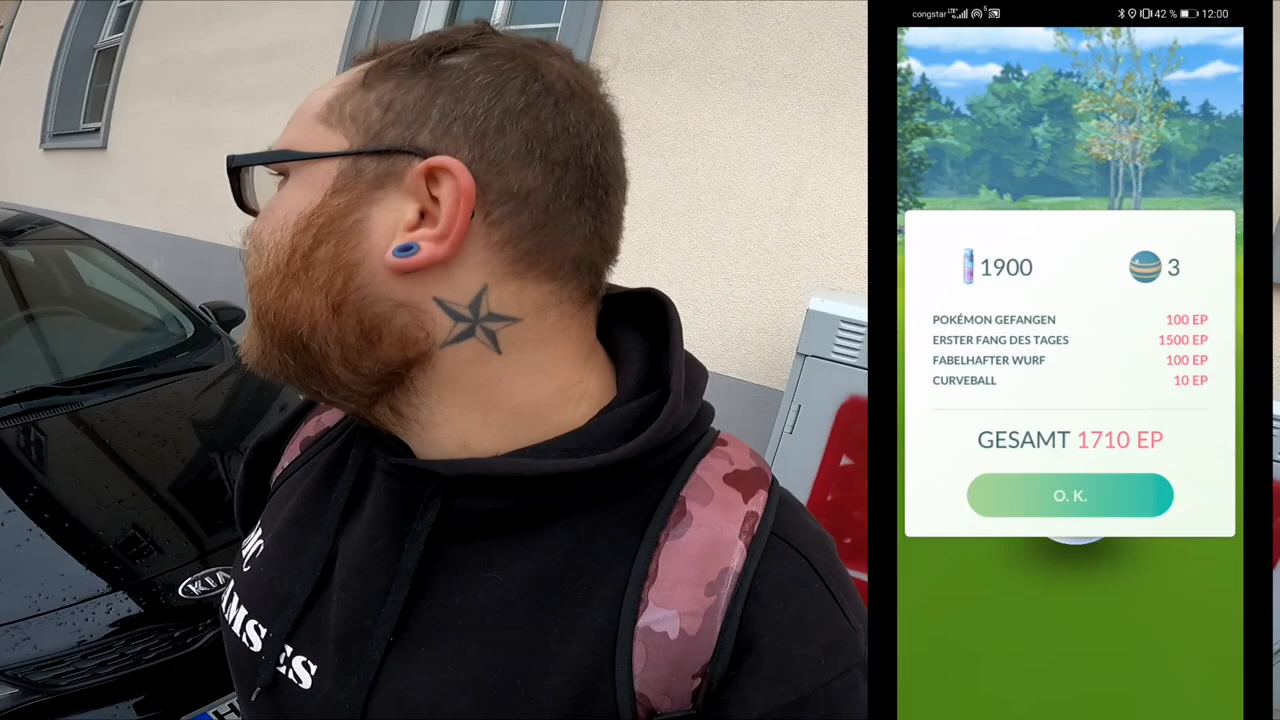 KIA
congstar
42 %
12:00
1900
3
POKÉMON GEFANGEN 100 EP
ERSTER FANG DES TAGES 1500 EP
FABELHAFTER WURF 100 EP
CURVEBALL 10 EP
GESAMT 1710 EP
O. K.